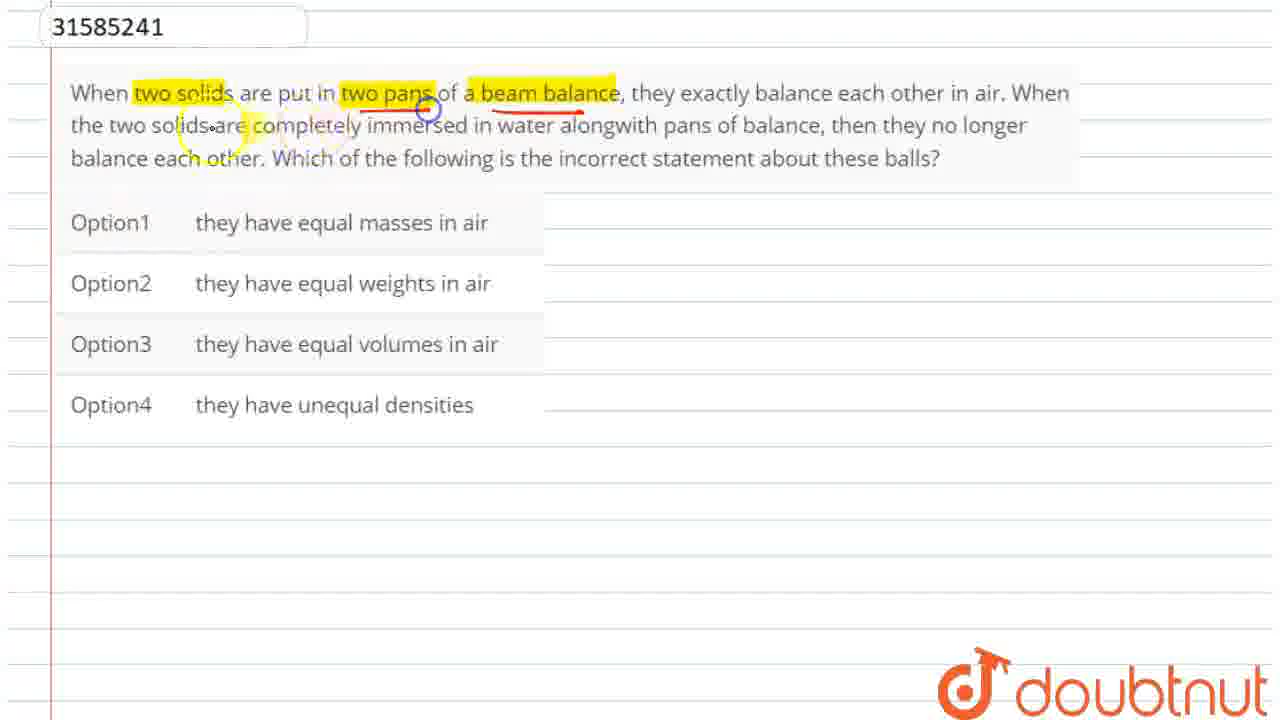 31585241
When two solids are put in two pans of a beam balance, they exactly balance each other in air. When
the two solids are completely immersed in water alongwith pans of balance, then they no longer
balance each other. Which of the following is the incorrect statement about these balls?
Option1 they have equal masses in air
Option2 they have equal weights in air
Option3 they have equal volumes in air
Option4 they have unequal densities
doubtnut